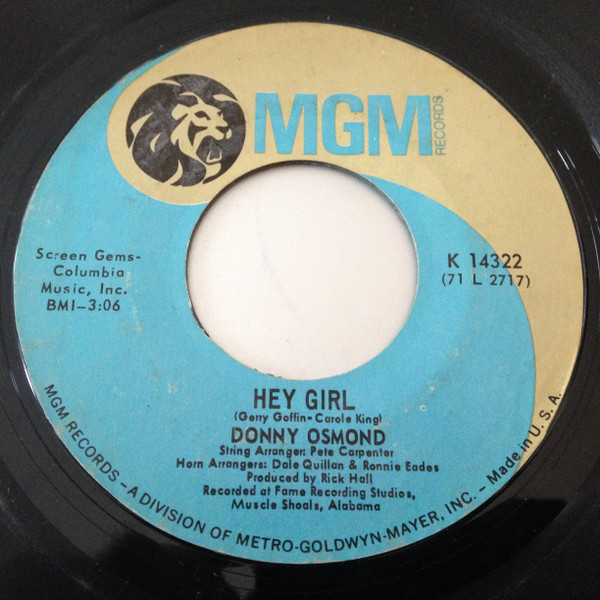 MGM
RECORDS
Screen Gems-
Columbia
Music, Inc.
BMI-3:06
K 14322
(71 L 2717)
HEY GIRL
(Gerry Goffin-Carole King)
DONNY OSMOND
String Arranger: Pete Carpenter
Horn Arrangers: Dale Quillan & Ronnie Eades
Produced by Rick Hall
Recorded at Fame Recording Studios,
Muscle Shoals, Alabama
MGM RECORDS - A DIVISION OF METRO-GOLDWYN-MAYER, INC. - Made in U. S. A.